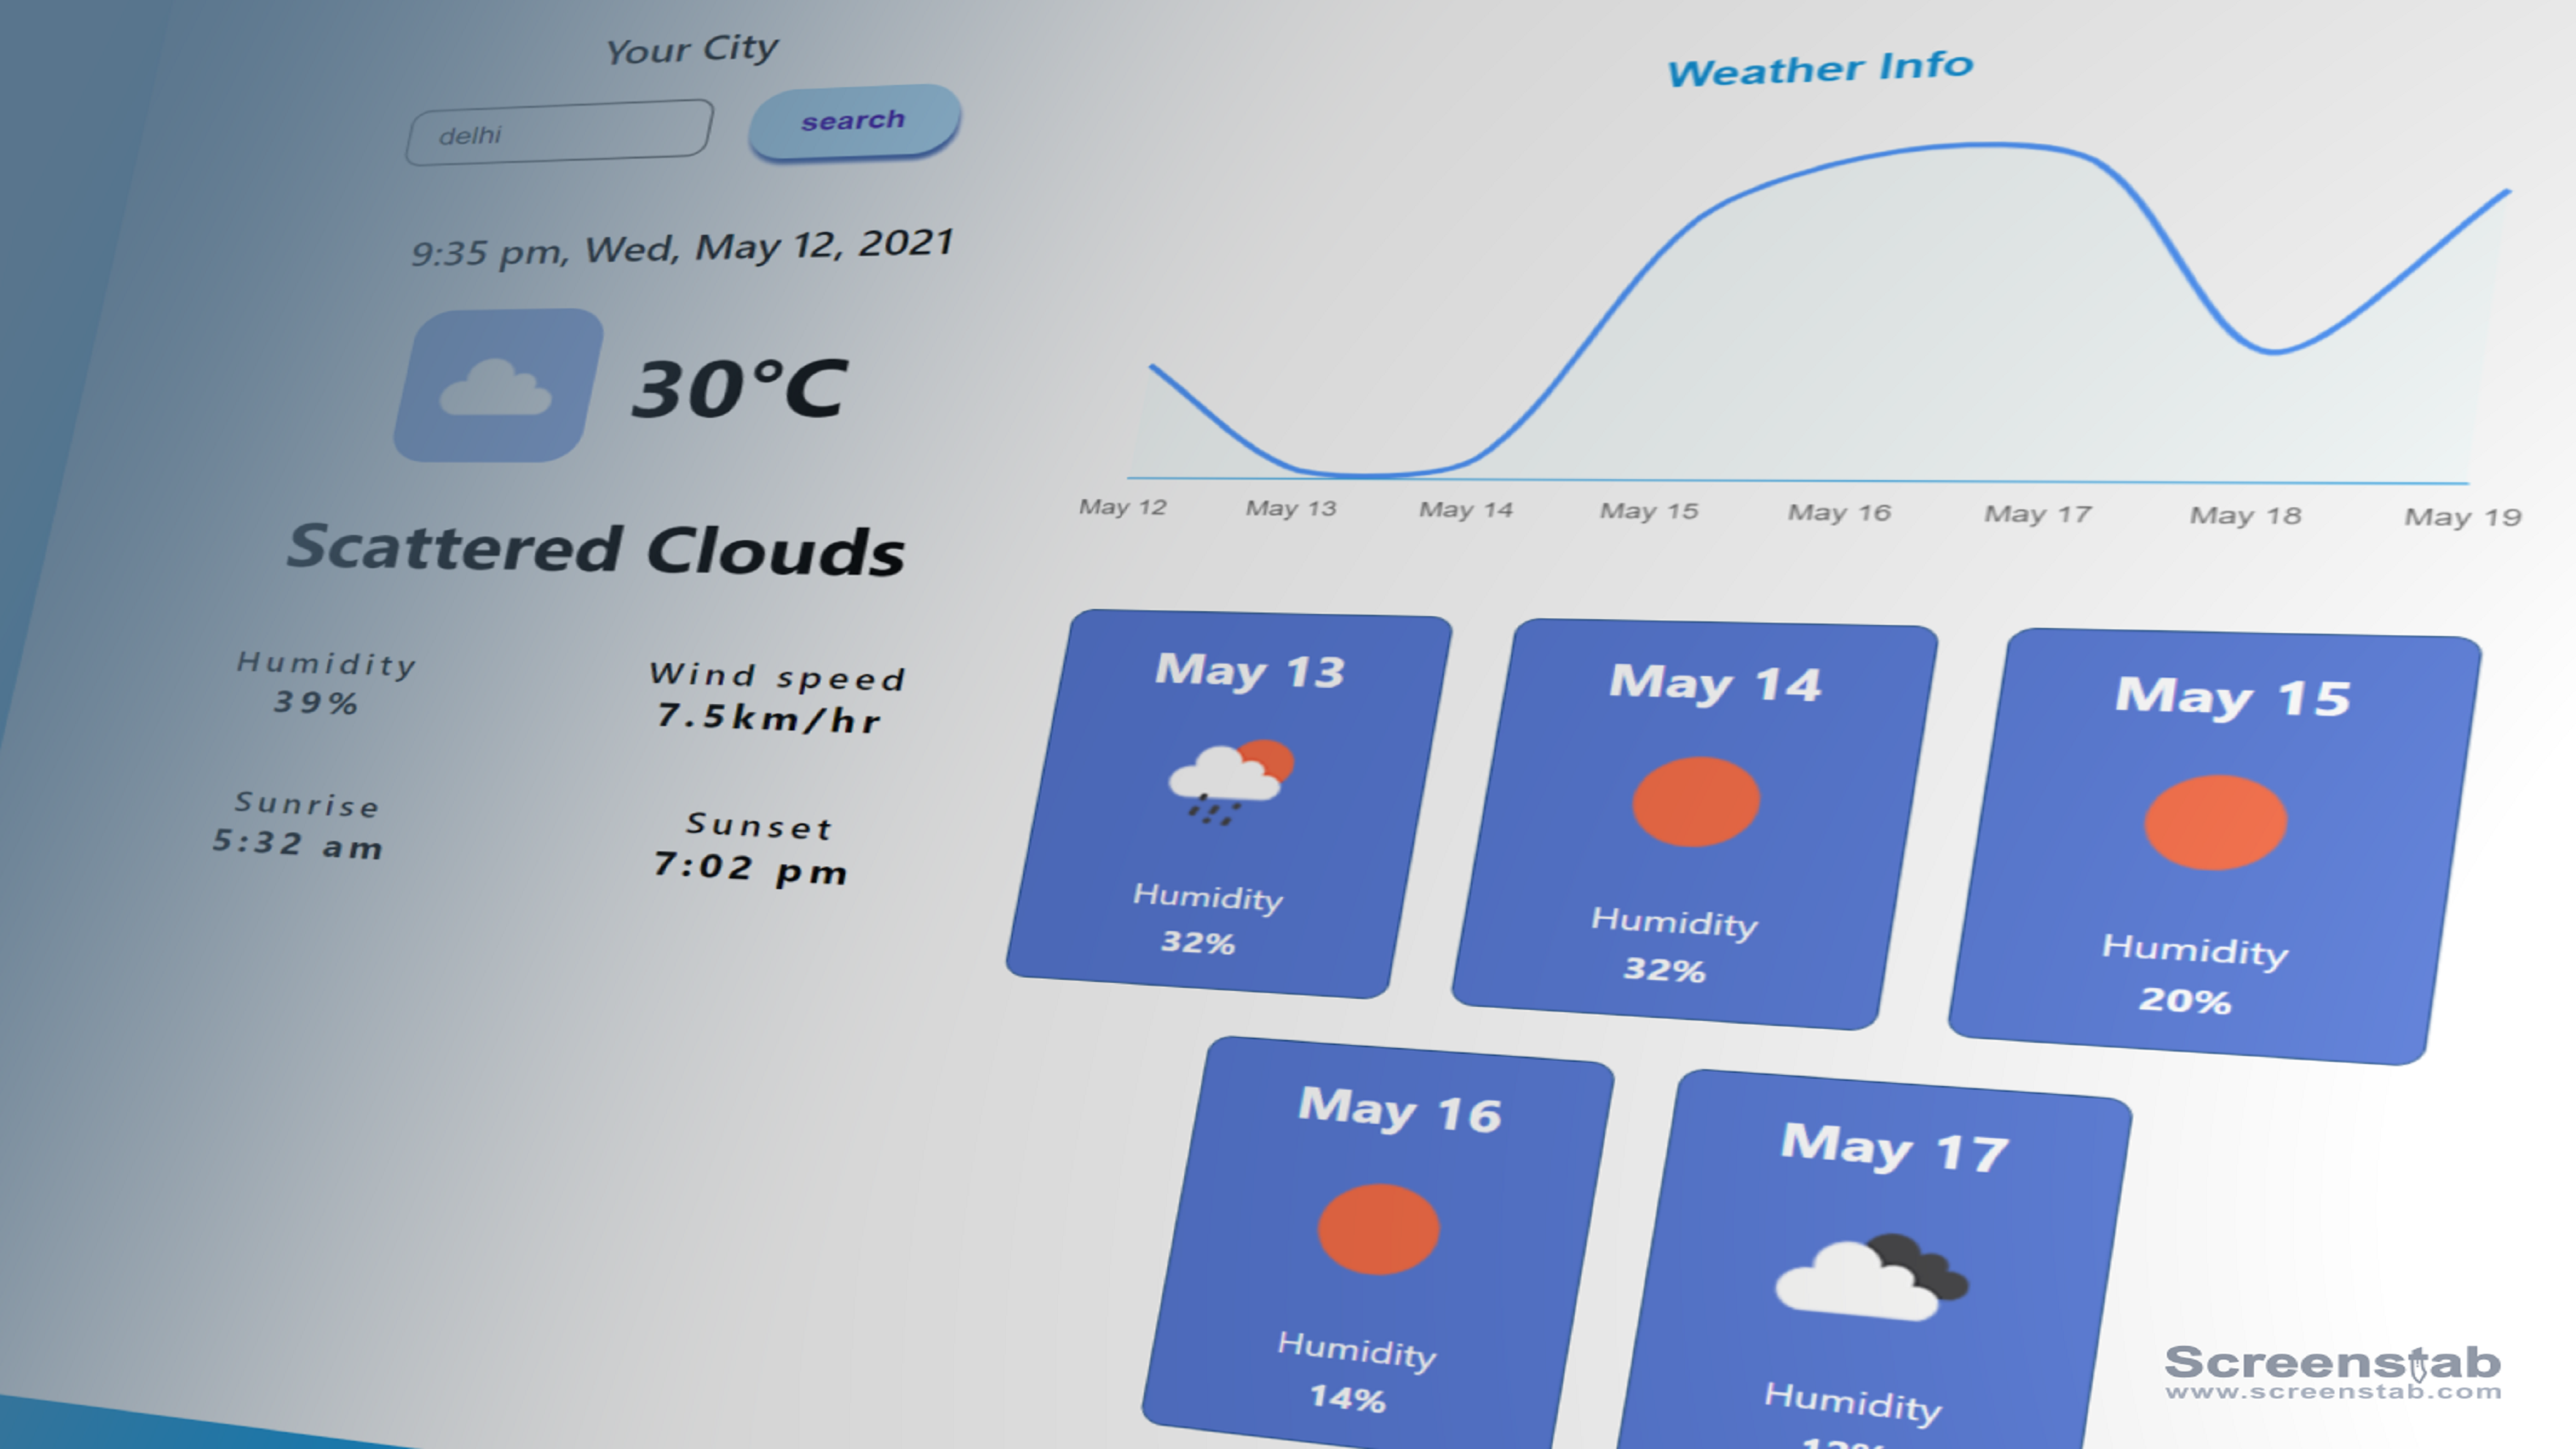 Your City
delhi
search
9:35 pm, Wed, May 12, 2021
30°C
Scattered Clouds
Humidity
39%
Wind speed
7.5km/hr
Sunrise
5:32 am
Sunset
7:02 pm
Weather Info
May 12 May 13 May 14 May 15 May 16 May 17 May 18 May 19
May 13
Humidity
32%
May 14
Humidity
32%
May 15
Humidity
20%
May 16
Humidity
14%
May 17
Humidity
Screenstab
www.screenstab.com